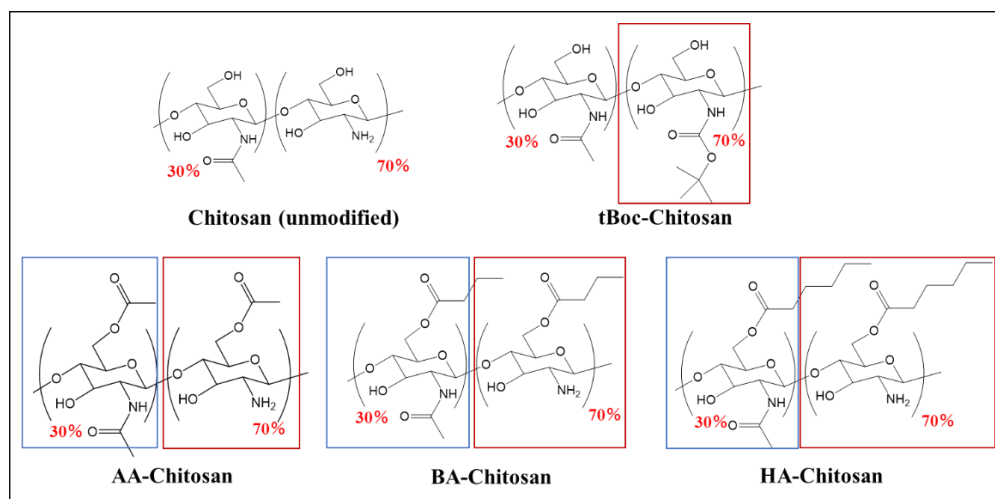 OH
OH
O
O
O
O
HO
HO
NH
NH₂
O
30%
70%
Chitosan (unmodified)
OH
OH
O
O
O
O
HO
HO
NH
NH
O
O
30%
70%
tBoc-Chitosan
O
O
O
O
O
O
O
O
HO
HO
NH
NH₂
O
30%
70%
AA-Chitosan
O
O
O
O
O
O
O
O
HO
HO
NH
NH₂
O
30%
70%
BA-Chitosan
O
O
O
O
O
O
O
O
HO
HO
NH
NH₂
O
30%
70%
HA-Chitosan